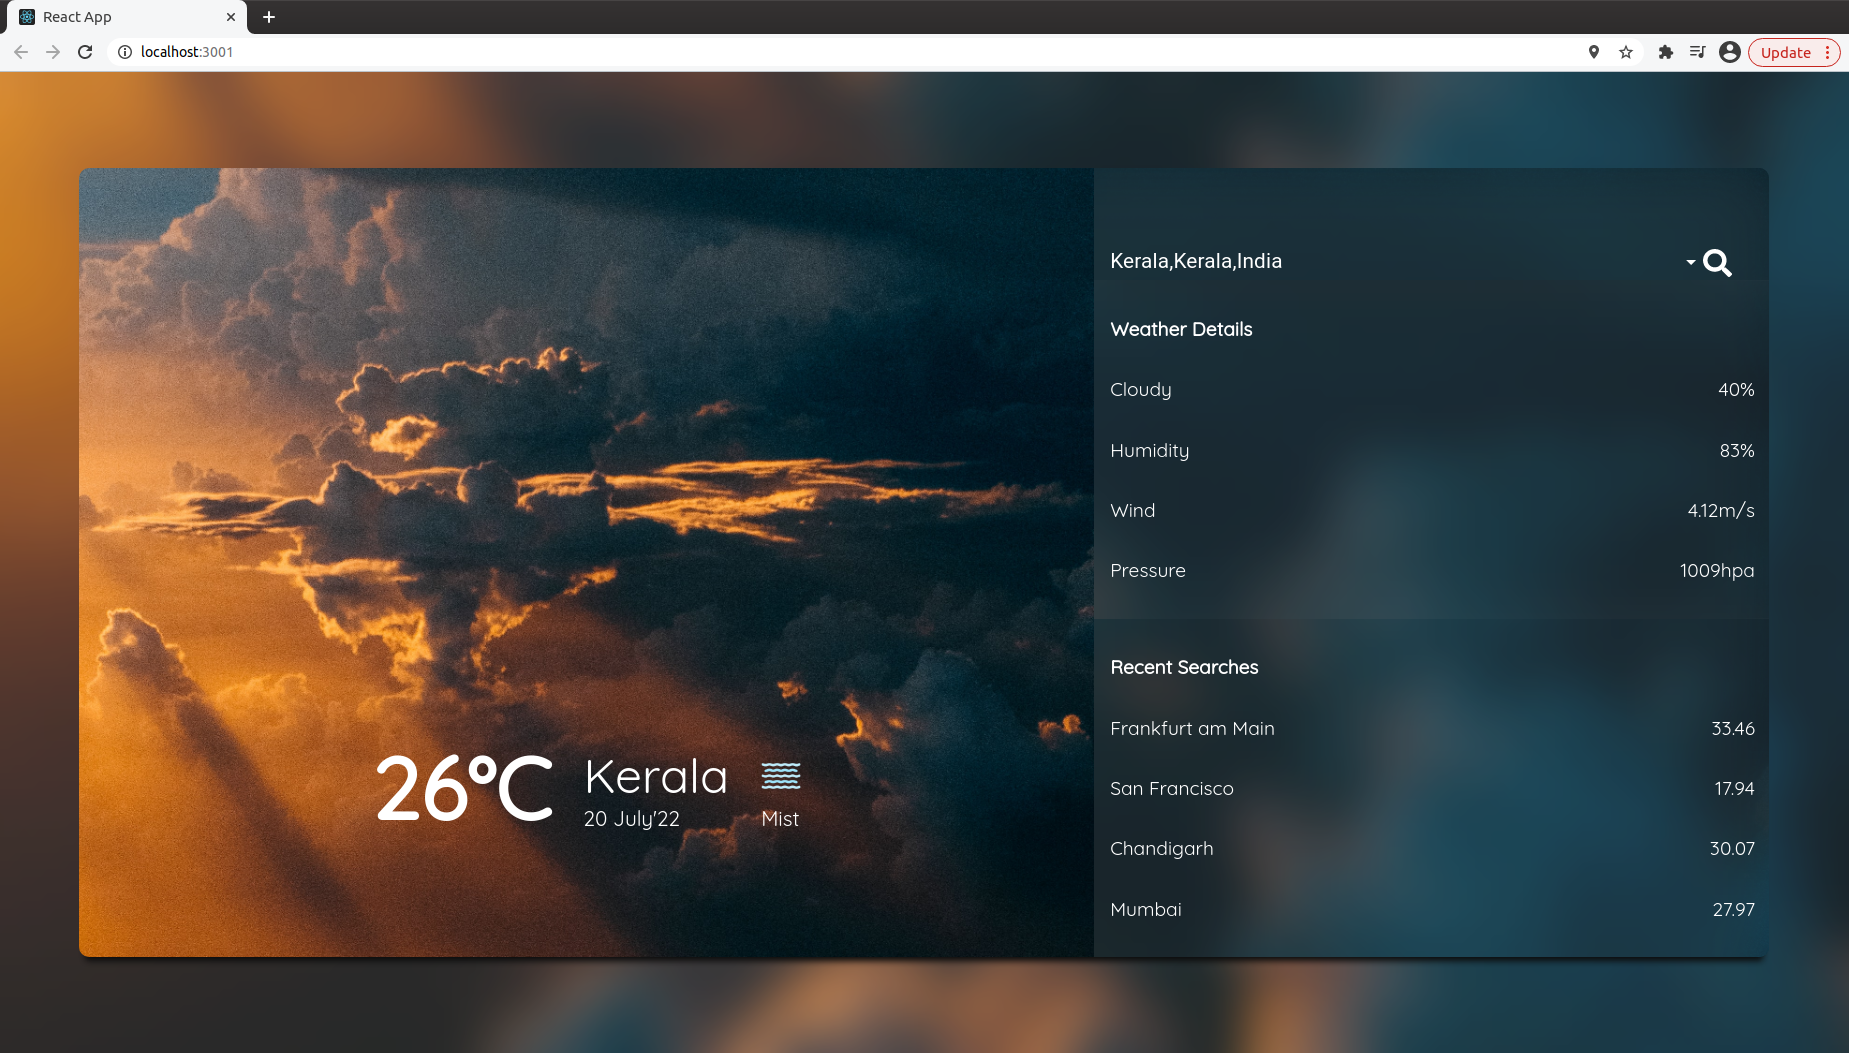 React App
localhost:3001
Update
Kerala,Kerala,India
Weather Details
Cloudy 40%
Humidity 83%
Wind 4.12m/s
Pressure 1009hpa
Recent Searches
Frankfurt am Main 33.46
San Francisco 17.94
Chandigarh 30.07
Mumbai 27.97
26°C
Kerala
20 July'22
Mist